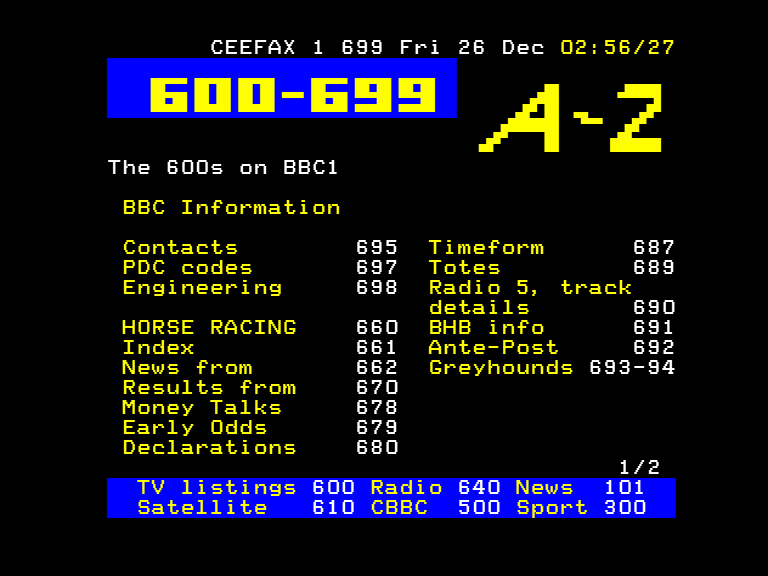 CEEFAX 1 699 Fri 26 Dec 02:56/27
600-699 A-Z
The 600s on BBC1
BBC Information
Contacts 695 Timeform 687
PDC codes 697 Totes 689
Engineering 698 Radio 5, track
details 690
HORSE RACING 660 BHB info 691
Index 661 Ante-Post 692
News from 662 Greyhounds 693-94
Results from 670
Money Talks 678
Early Odds 679
Declarations 680
1/2
TV listings 600 Radio 640 News 101
Satellite 610 CBBC 500 Sport 300